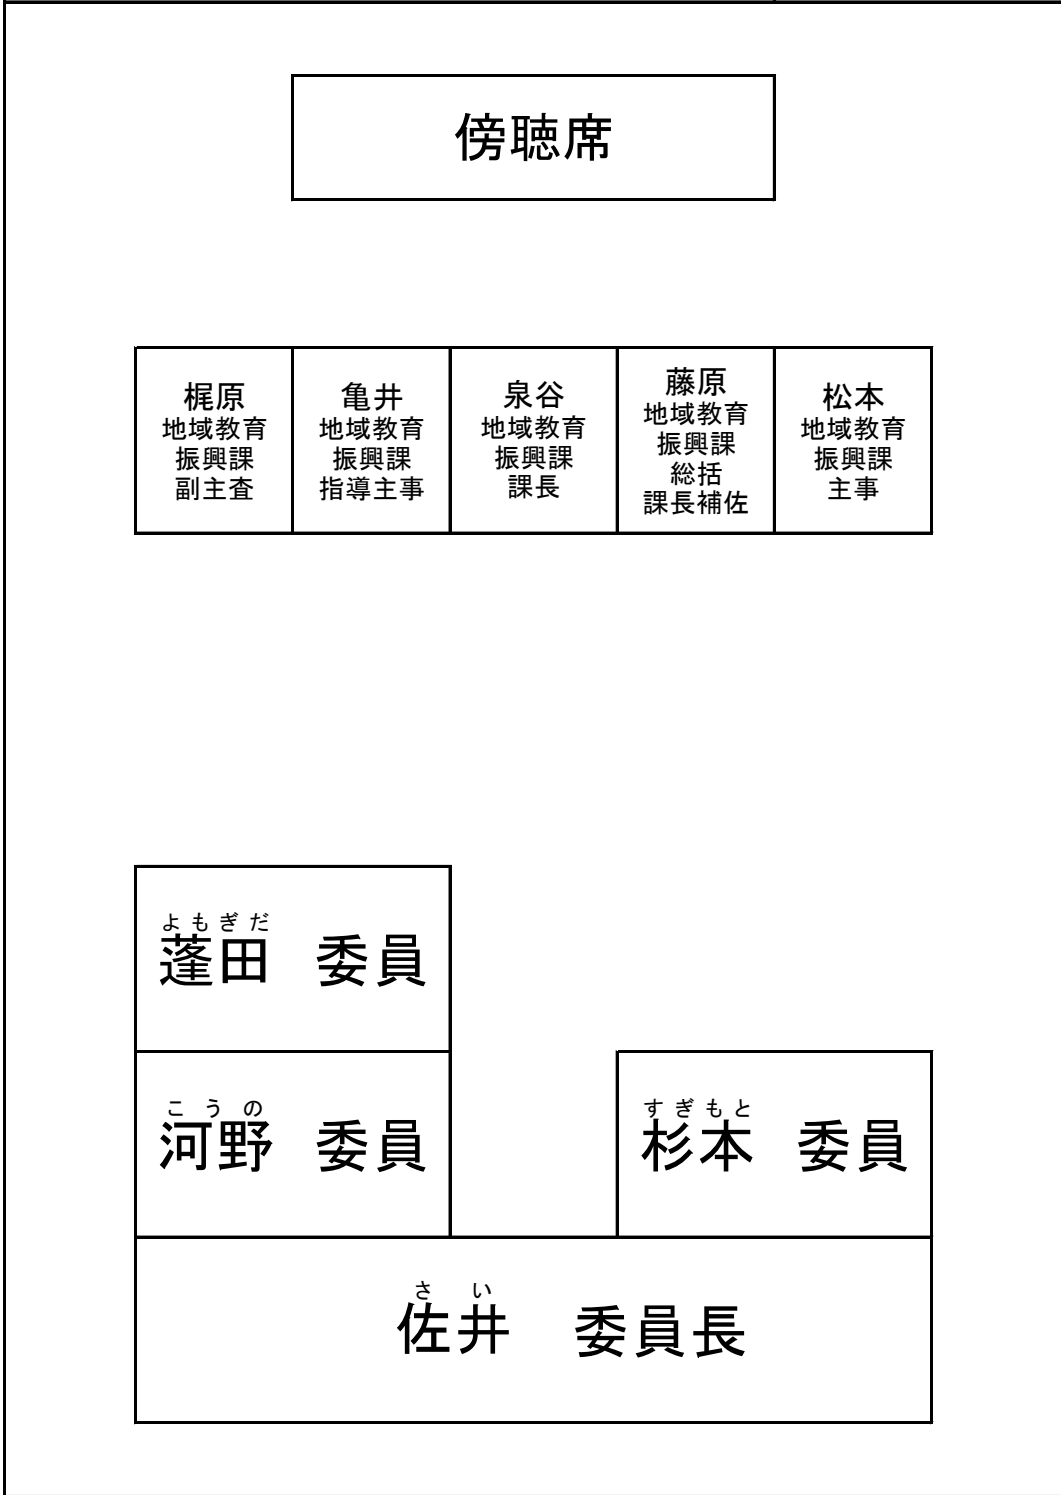 傍聴席
梶原
地域教育
振興課
副主査
亀井
地域教育
振興課
指導主事
泉谷
地域教育
振興課
課長
藤原
地域教育
振興課
総括
課長補佐
松本
地域教育
振興課
主事
よもぎだ
蓬田　委員
こうの
河野　委員
すぎもと
杉本　委員
さい
佐井　委員長